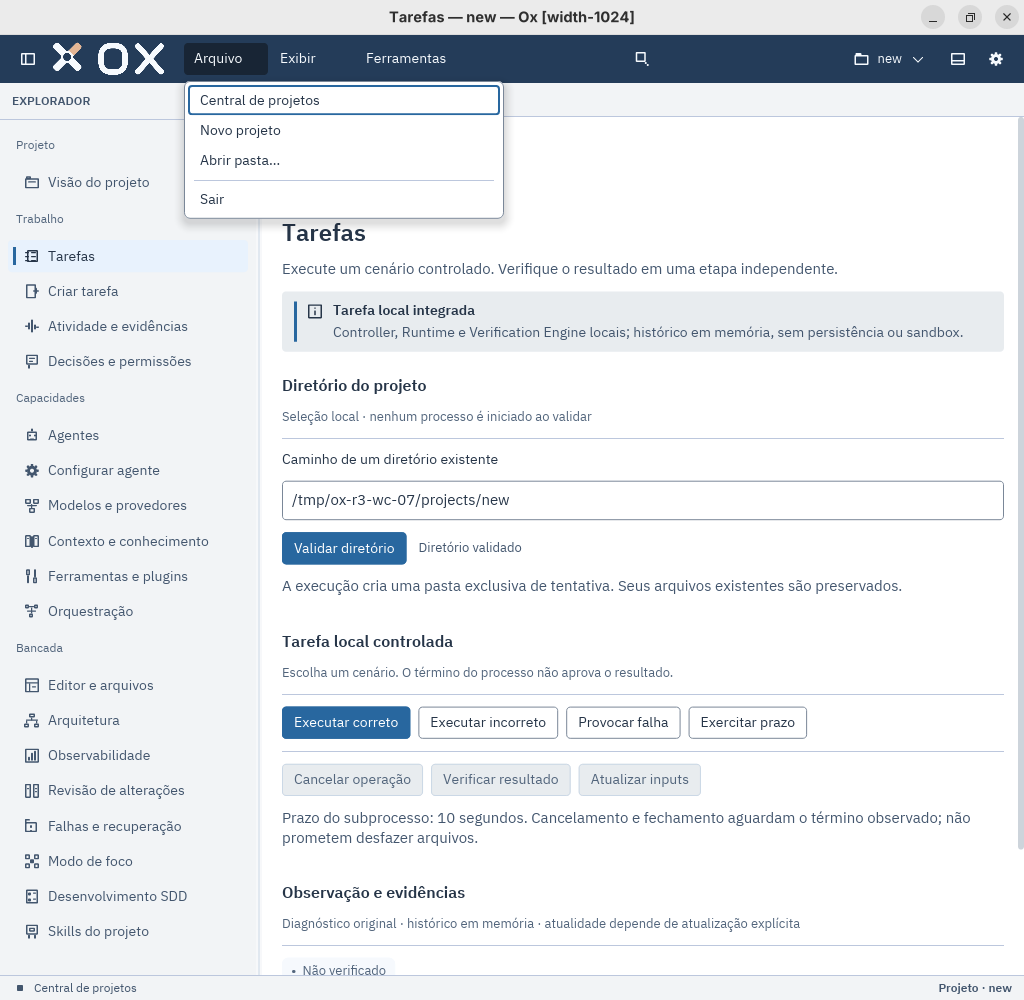 Tarefas — new — Ox [width-1024]
OX
Arquivo
Exibir
Ferramentas
new
EXPLORADOR
Central de projetos
Novo projeto
Abrir pasta...
Sair
Projeto
Visão do projeto
Trabalho
Tarefas
Criar tarefa
Atividade e evidências
Decisões e permissões
Capacidades
Agentes
Configurar agente
Modelos e provedores
Contexto e conhecimento
Ferramentas e plugins
Orquestração
Bancada
Editor e arquivos
Arquitetura
Observabilidade
Revisão de alterações
Falhas e recuperação
Modo de foco
Desenvolvimento SDD
Skills do projeto
Tarefas
Execute um cenário controlado. Verifique o resultado em uma etapa independente.
Tarefa local integrada
Controller, Runtime e Verification Engine locais; histórico em memória, sem persistência ou sandbox.
Diretório do projeto
Seleção local · nenhum processo é iniciado ao validar
Caminho de um diretório existente
/tmp/ox-r3-wc-07/projects/new
Validar diretório
Diretório validado
A execução cria uma pasta exclusiva de tentativa. Seus arquivos existentes são preservados.
Tarefa local controlada
Escolha um cenário. O término do processo não aprova o resultado.
Executar correto
Executar incorreto
Provocar falha
Exercitar prazo
Cancelar operação
Verificar resultado
Atualizar inputs
Prazo do subprocesso: 10 segundos. Cancelamento e fechamento aguardam o término observado; não
prometem desfazer arquivos.
Observação e evidências
Diagnóstico original · histórico em memória · atualidade depende de atualização explícita
• Não verificado
Central de projetos
Projeto · new